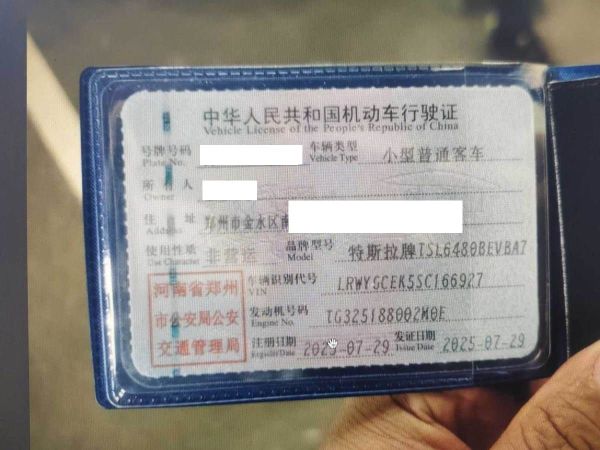 中华人民共和国机动车行驶证
Vehicle License of the People's Republic of China
号牌号码 车辆类型 小型普通客车
Plate No. Vehicle Type
所有人
Owner
住址 郑州市金水区南
Address
使用性质 非营运 品牌型号 特斯拉牌TSL6480BEVBA7
Use Character Model
河南省郑州
市公安局公安
交通管理局
车辆识别代号 LRWYGCEK5SC166927
VIN
发动机号码 TG325188002M0E
Engine No.
注册日期 2025-07-29 发证日期 2025-07-29
Register Date Issue Date